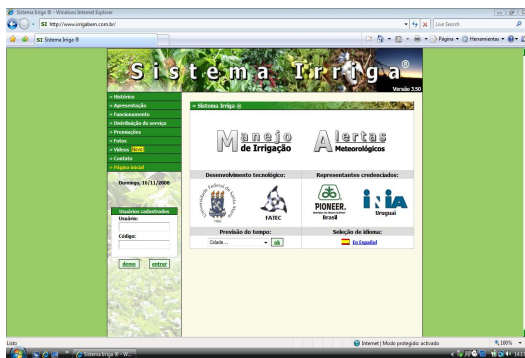 Sistema Irriga ® - Windows Internet Explorer
SI http://www.irrigabem.com.br/
Live Search
SI Sistema Irriga ®
Página
Herramientas
Sistema Irriga®
Versão 3.50
» Histórico
» Apresentação
» Funcionamento
» Distribuição do serviço
» Premiações
» Fotos
» Vídeos Novo
» Contato
» Página inicial
Domingo, 16/11/2008
Usuários cadastrados
Usuário:
Código:
demo entrar
» Sistema Irriga ®
Manejo de Irrigação
Alertas Meteorológicos
Desenvolvimento tecnológico:
Representantes credenciados:
FATEC
PIONEER.
Brasil
INIA
Uruguai
Previsão do tempo:
Seleção de idioma:
Cidade... ok
En Español
Listo
Internet | Modo protegido: activado
100%
Sistema Irriga ® - W...